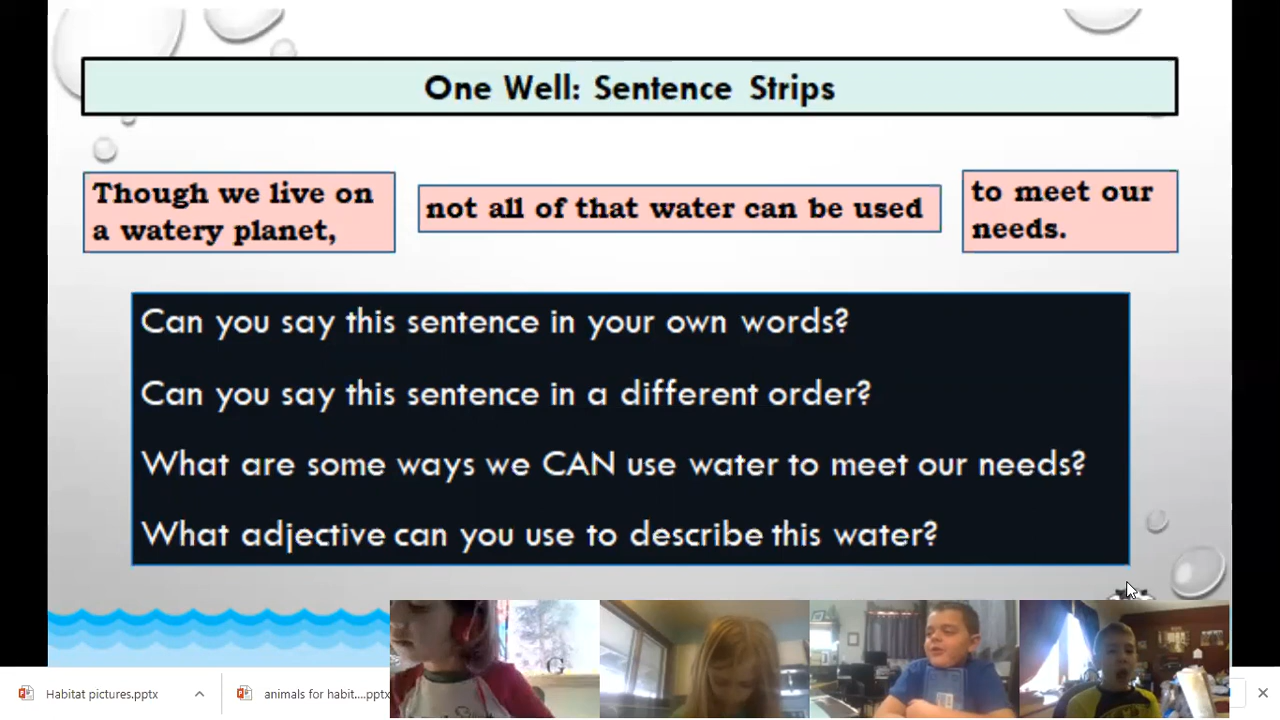 One Well: Sentence Strips
Though we live on
a watery planet,
not all of that water can be used
to meet our
needs.
Can you say this sentence in your own words?
Can you say this sentence in a different order?
What are some ways we CAN use water to meet our needs?
What adjective can you use to describe this water?
Habitat pictures.pptx
animals for habit....pptx